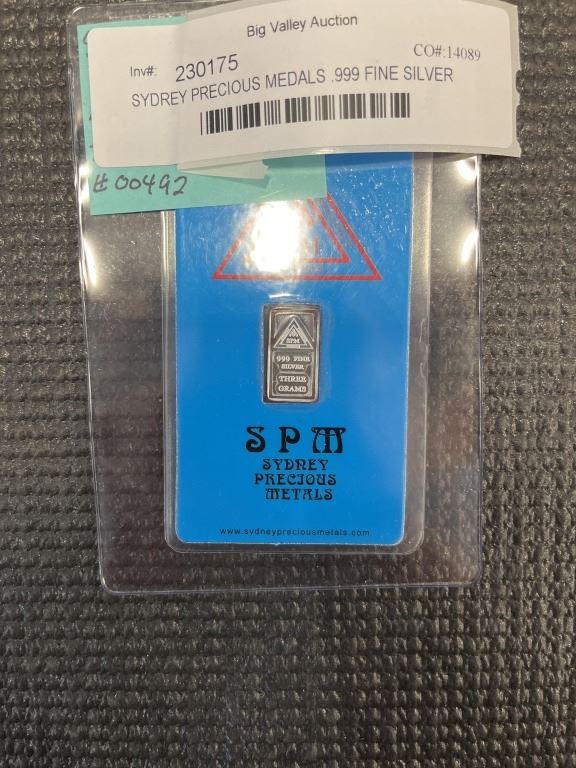 Big Valley Auction
Inv#: 230175 CO#:14089
SYDREY PRECIOUS MEDALS .999 FINE SILVER
# 00492
SPM
999 FINE
SILVER
THREE
GRAMS
SPM
SYDNEY
PRECIOUS
METALS
www.sydneypreciousmetals.com